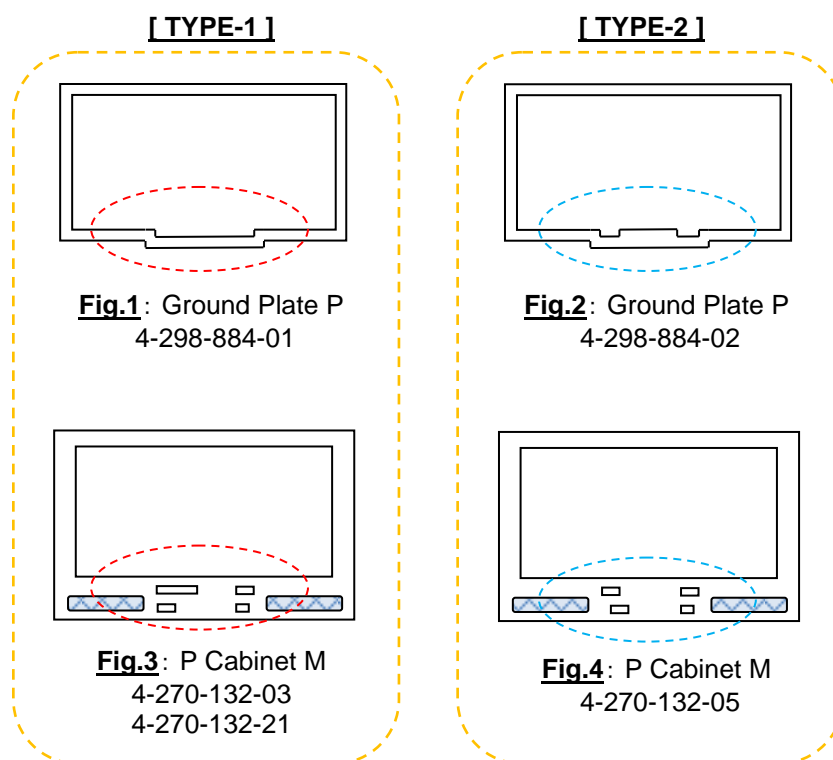 [ TYPE-1 ]
Fig.1: Ground Plate P
4-298-884-01
Fig.3: P Cabinet M
4-270-132-03
4-270-132-21
[ TYPE-2 ]
Fig.2: Ground Plate P
4-298-884-02
Fig.4: P Cabinet M
4-270-132-05